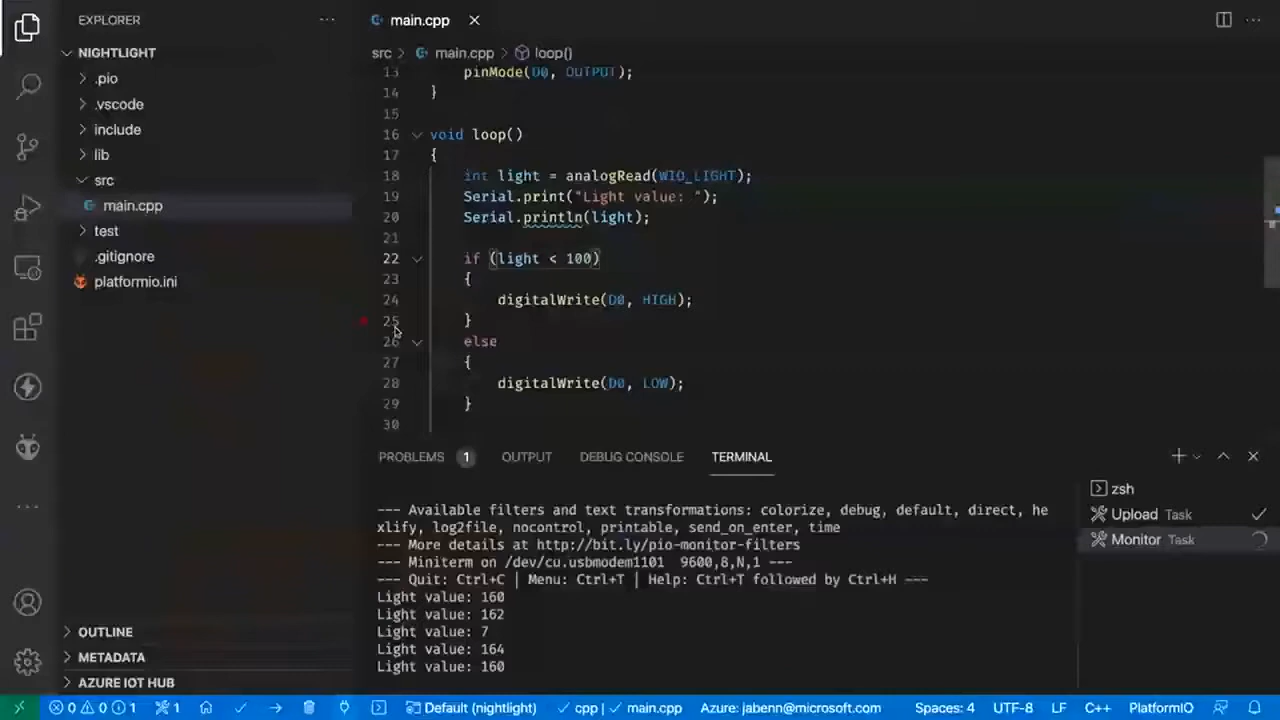 EXPLORER
NIGHTLIGHT
.pio
.vscode
include
lib
src
main.cpp
test
.gitignore
platformio.ini
OUTLINE
METADATA
AZURE IOT HUB
main.cpp
src > main.cpp > loop()
13 pinMode(D0, OUTPUT);
14 }
15
16 void loop()
17 {
18 int light = analogRead(WIO_LIGHT);
19 Serial.print("Light value: ");
20 Serial.println(light);
21
22 if (light < 100)
23 {
24 digitalWrite(D0, HIGH);
25 }
26 else
27 {
28 digitalWrite(D0, LOW);
29 }
30
PROBLEMS 1 OUTPUT DEBUG CONSOLE TERMINAL
--- Available filters and text transformations: colorize, debug, default, direct, he
xlify, log2file, nocontrol, printable, send_on_enter, time
--- More details at http://bit.ly/pio-monitor-filters
--- Miniterm on /dev/cu.usbmodem1101 9600,8,N,1 ---
--- Quit: Ctrl+C | Menu: Ctrl+T | Help: Ctrl+T followed by Ctrl+H ---
Light value: 160
Light value: 162
Light value: 7
Light value: 164
Light value: 160
zsh
Upload Task
Monitor Task
0 0 1 1 Default (nightlight) cpp | main.cpp Azure: jabenn@microsoft.com Spaces: 4 UTF-8 LF C++ PlatformIO